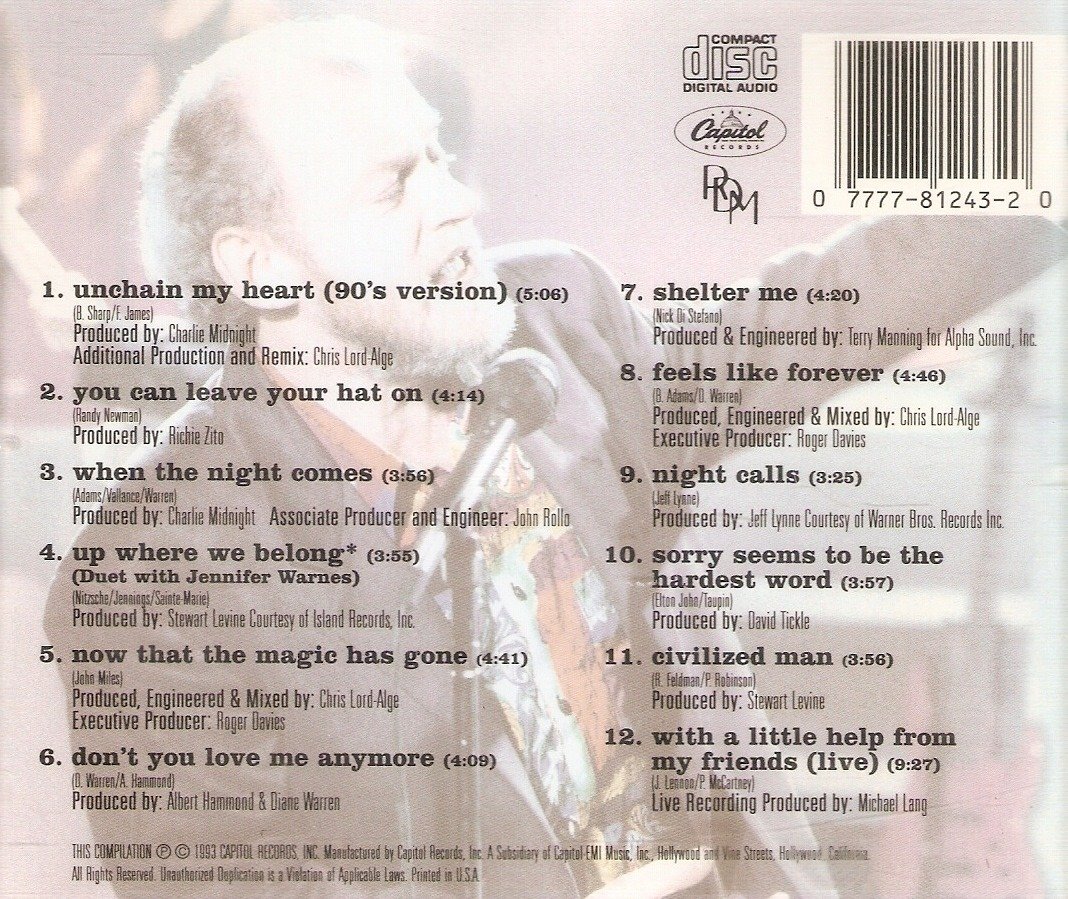 COMPACT
disc
DIGITAL AUDIO
Capitol
RECORDS
PRDM
0 7777-81243-2 0
1. unchain my heart (90's version) (5:06)
(B. Sharp/F. James)
Produced by: Charlie Midnight
Additional Production and Remix: Chris Lord-Alge
2. you can leave your hat on (4:14)
(Randy Newman)
Produced by: Richie Zito
3. when the night comes (3:56)
(Adams/Vallance/Warren)
Produced by: Charlie Midnight Associate Producer and Engineer: John Rollo
4. up where we belong* (3:55)
(Duet with Jennifer Warnes)
(Nitzsche/Jennings/Sainte Marie)
Produced by: Stewart Levine Courtesy of Island Records, Inc.
5. now that the magic has gone (4:41)
(John Miles)
Produced, Engineered & Mixed by: Chris Lord-Alge
Executive Producer: Roger Davies
6. don't you love me anymore (4:09)
(D. Warren/A. Hammond)
Produced by: Albert Hammond & Diane Warren
7. shelter me (4:20)
(Nick Di Stefano)
Produced & Engineered by: Terry Manning for Alpha Sound, Inc.
8. feels like forever (4:46)
(B. Adams/D. Warren)
Produced, Engineered & Mixed by: Chris Lord-Alge
Executive Producer: Roger Davies
9. night calls (3:25)
(Jeff Lynne)
Produced by: Jeff Lynne Courtesy of Warner Bros. Records Inc.
10. sorry seems to be the
hardest word (3:57)
(Elton John/Taupin)
Produced by: David Tickle
11. civilized man (3:56)
(R. Feldman/P. Robinson)
Produced by: Stewart Levine
12. with a little help from
my friends (live) (9:27)
(J. Lennon/P. McCartney)
Live Recording Produced by: Michael Lang
THIS COMPILATION ℗ © 1993 CAPITOL RECORDS, INC. Manufactured by Capitol Records, Inc. A Subsidiary of Capitol-EMI Music, Inc., Hollywood and Vine Streets, Hollywood, California.
All Rights Reserved. Unauthorized Duplication is a Violation of Applicable Laws. Printed in U.S.A.